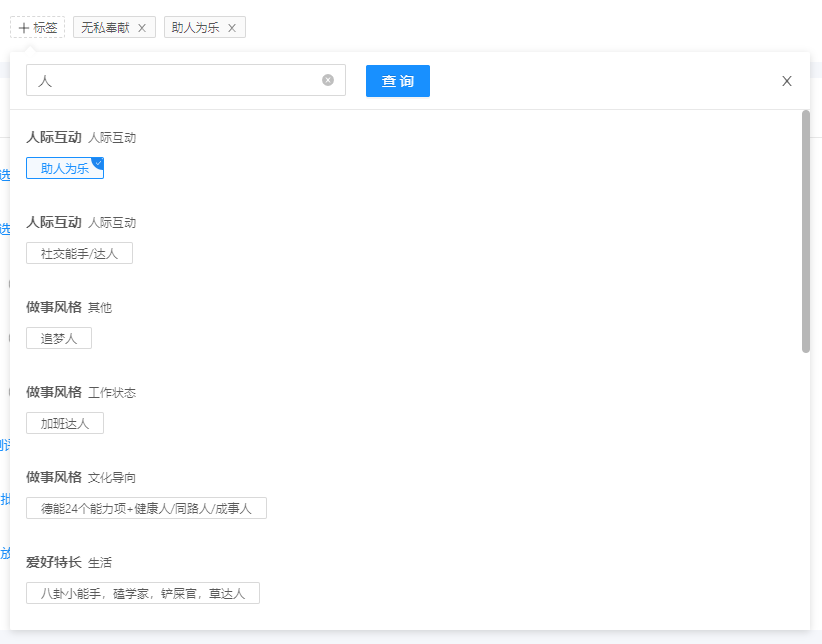 + 标签 无私奉献 X 助人为乐 X
人 查 询 X
人际互动 人际互动
助人为乐
选
人际互动 人际互动
选
社交能手/达人
做事风格 其他
追梦人
做事风格 工作状态
加班达人
做事风格 文化导向
批
德能24个能力项+健康人/同路人/成事人
放
爱好特长 生活
八卦小能手，磕学家，铲屎官，草达人